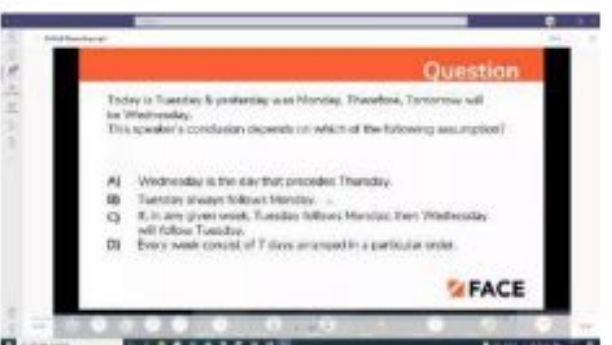 Question
Today is Tuesday & yesterday was Monday. Therefore, Tomorrow will
be Wednesday.
This speaker's conclusion depends on which of the following assumption?
A) Wednesday is the day that precedes Thursday.
B) Tuesday always follows Monday.
C) If, in any given week, Tuesday follows Monday, then Wednesday
will follow Tuesday.
D) Every week consist of 7 days arranged in a particular order.
FACE